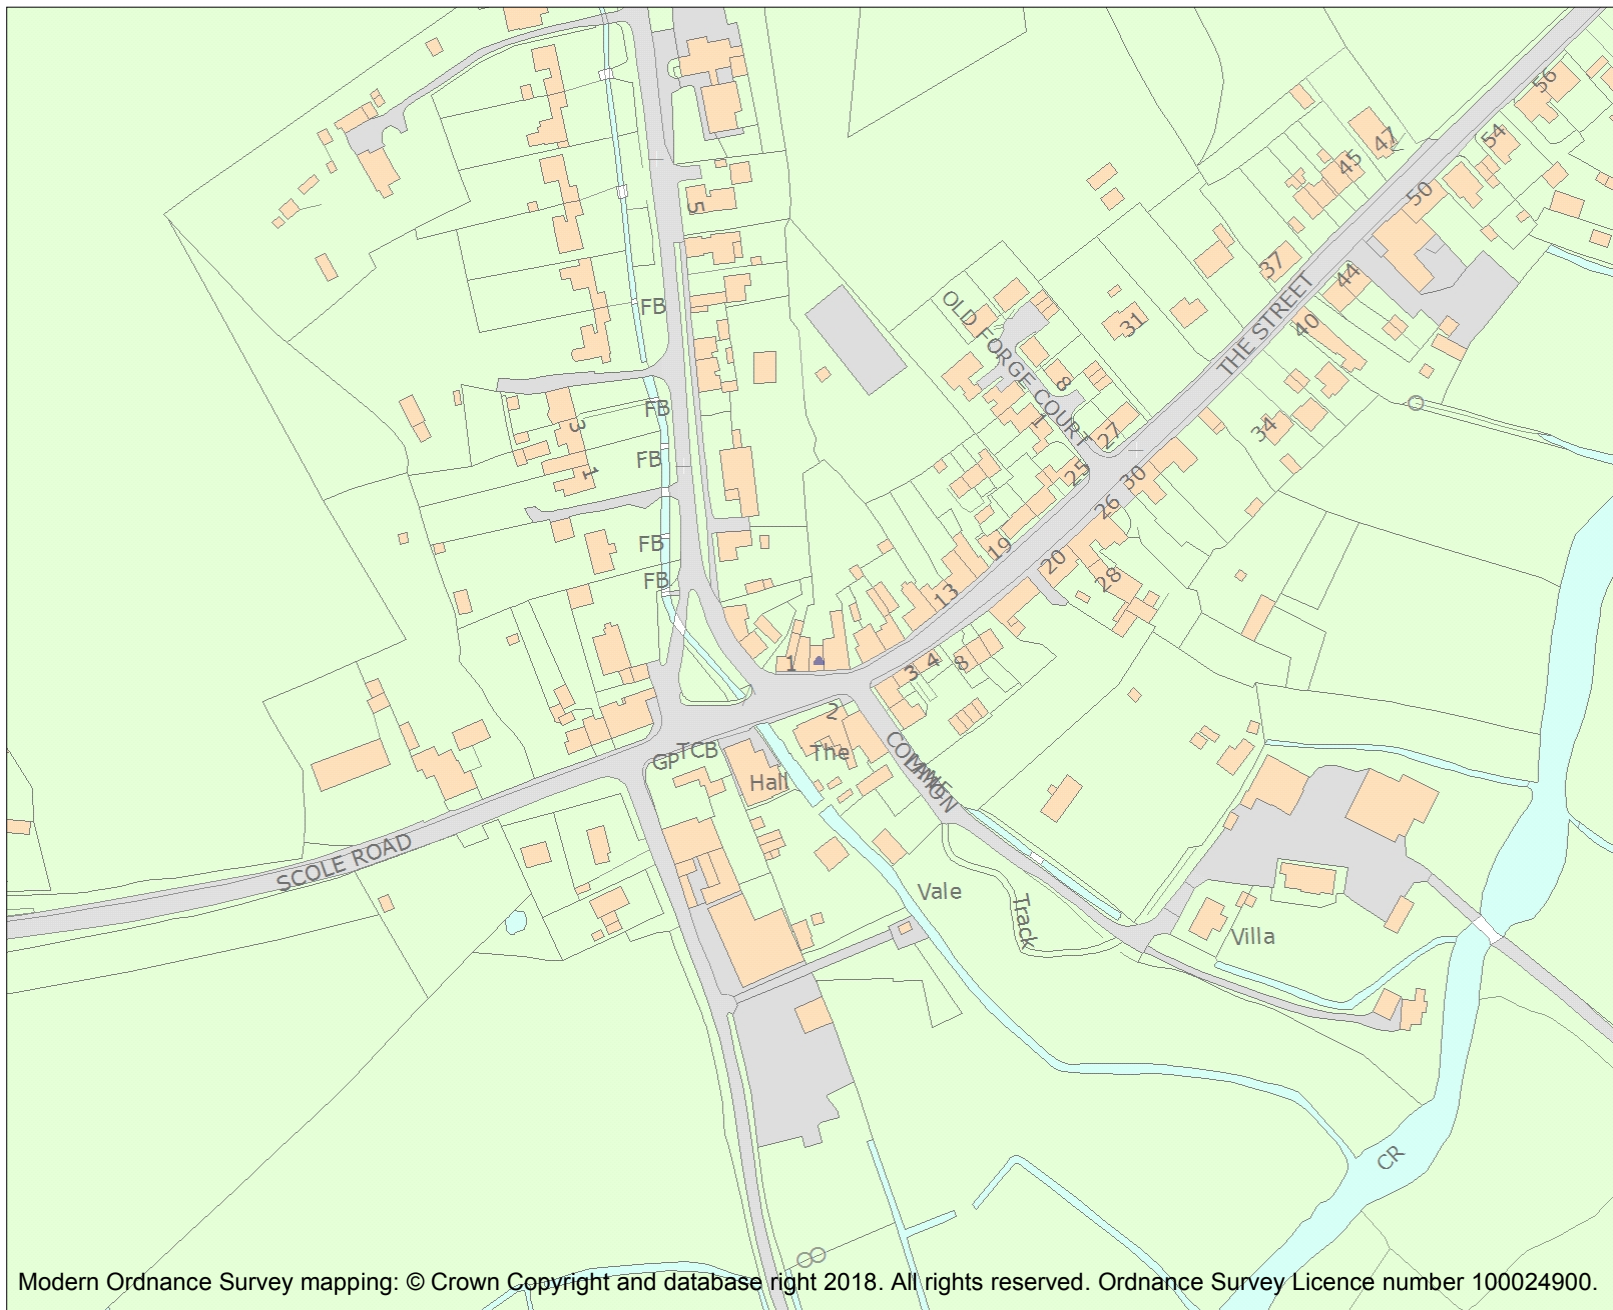 56
54
47
45
50
5
37
44
THE STREET
40
FB
OLD FORGE COURT
31
8
1
27
34
FB
3
1
FB
25
30
26
FB
19
20
FB
28
13
1
3
4
8
2
COMMON
LANE
GP
TCB
The
Hall
SCOLE ROAD
Vale
Track
Villa
CR
Modern Ordnance Survey mapping: © Crown Copyright and database right 2018. All rights reserved. Ordnance Survey Licence number 100024900.